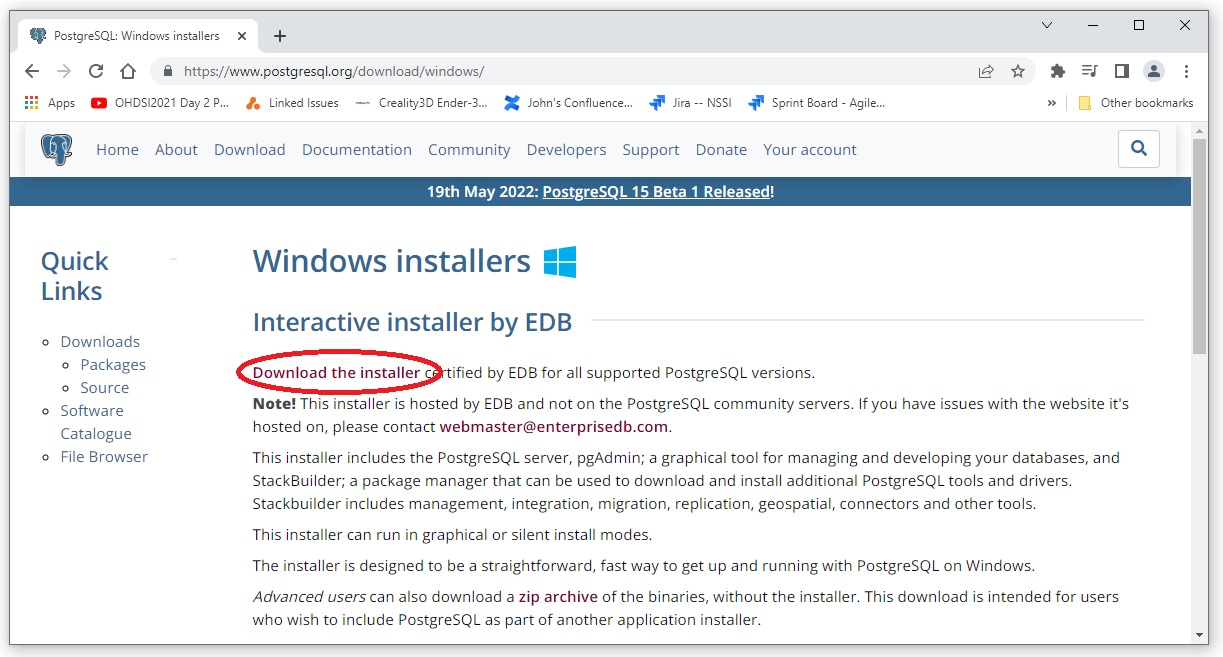 PostgreSQL: Windows installers
https://www.postgresql.org/download/windows/
Apps OHDSI2021 Day 2 P... Linked Issues Creality3D Ender-3... John's Confluence... Jira -- NSSI Sprint Board - Agile... » Other bookmarks
Home About Download Documentation Community Developers Support Donate Your account
19th May 2022: PostgreSQL 15 Beta 1 Released!
Quick
Links
Downloads
Packages
Source
Software
Catalogue
File Browser
Windows installers
Interactive installer by EDB
Download the installer certified by EDB for all supported PostgreSQL versions.
Note! This installer is hosted by EDB and not on the PostgreSQL community servers. If you have issues with the website it's
hosted on, please contact webmaster@enterprisedb.com.
This installer includes the PostgreSQL server, pgAdmin; a graphical tool for managing and developing your databases, and
StackBuilder; a package manager that can be used to download and install additional PostgreSQL tools and drivers.
Stackbuilder includes management, integration, migration, replication, geospatial, connectors and other tools.
This installer can run in graphical or silent install modes.
The installer is designed to be a straightforward, fast way to get up and running with PostgreSQL on Windows.
Advanced users can also download a zip archive of the binaries, without the installer. This download is intended for users
who wish to include PostgreSQL as part of another application installer.